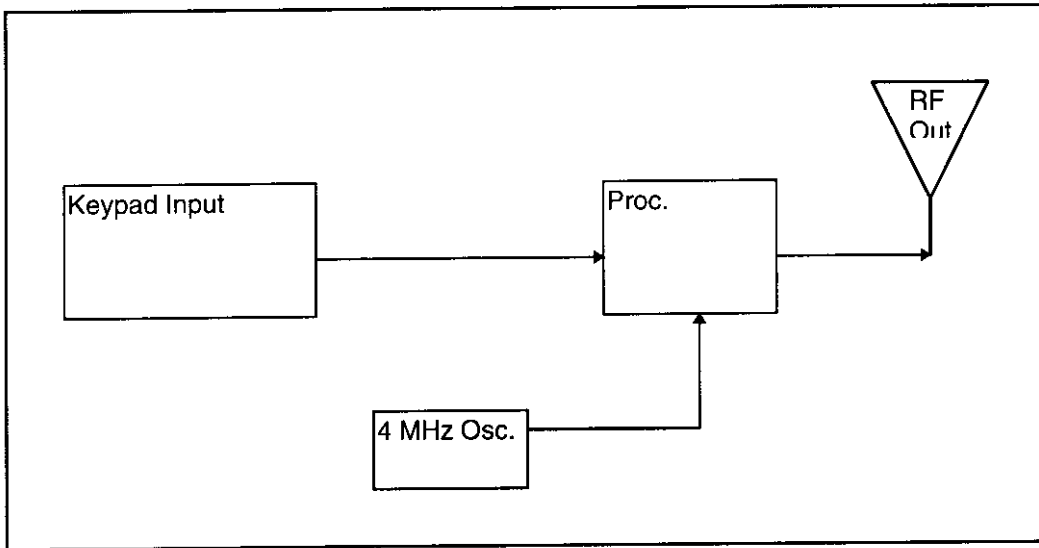 RF
Out
Keypad Input
Proc.
4 MHz Osc.